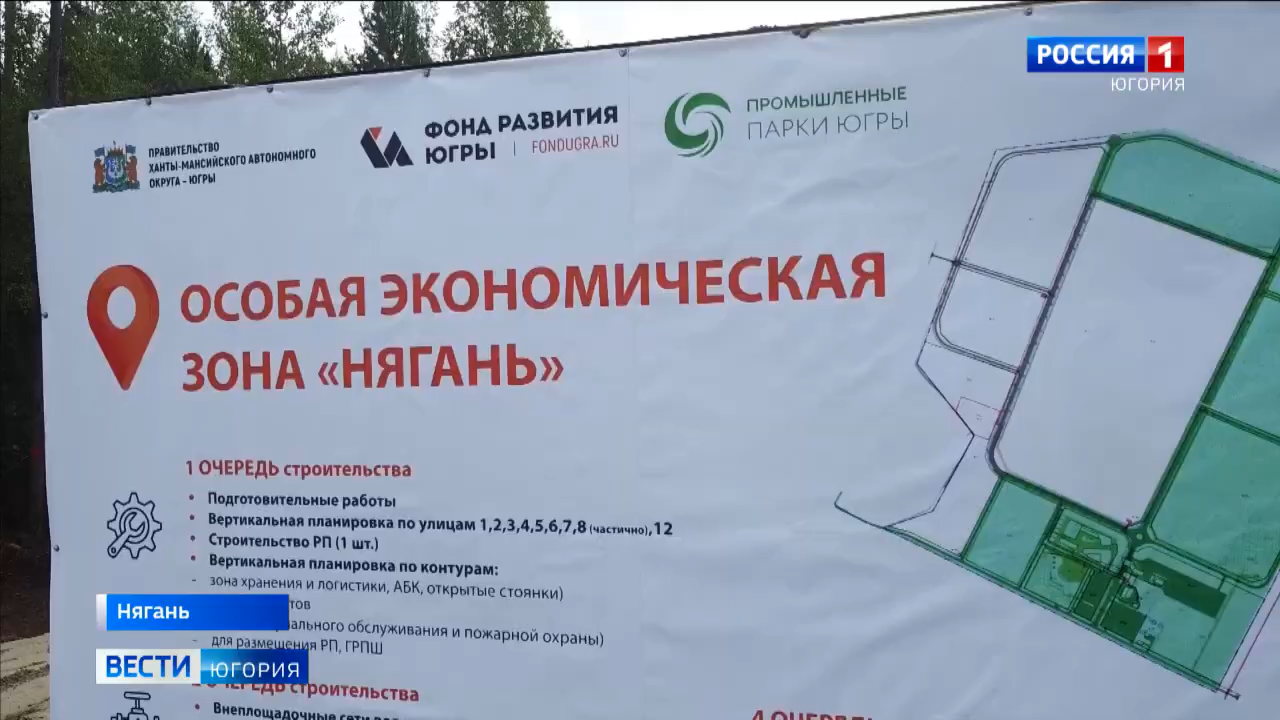 РОССИЯ 1
ЮГОРИЯ
ПРАВИТЕЛЬСТВО
ХАНТЫ-МАНСИЙСКОГО АВТОНОМНОГО
ОКРУГА – ЮГРЫ
ФОНД РАЗВИТИЯ
ЮГРЫ | FONDUGRA.RU
ПРОМЫШЛЕННЫЕ
ПАРКИ ЮГРЫ
ОСОБАЯ ЭКОНОМИЧЕСКАЯ
ЗОНА «НЯГАНЬ»
1 ОЧЕРЕДЬ строительства
• Подготовительные работы
• Вертикальная планировка по улицам 1,2,3,4,5,6,7,8 (частично), 12
• Строительство РП (1 шт.)
• Вертикальная планировка по контурам:
- зона хранения и логистики, АБК, открытые стоянки)
обслуживания и пожарной охраны)
- для размещения РП, ГРПШ
строительства
• Внеплощадочные сети
Нягань
ВЕСТИ ЮГОРИЯ